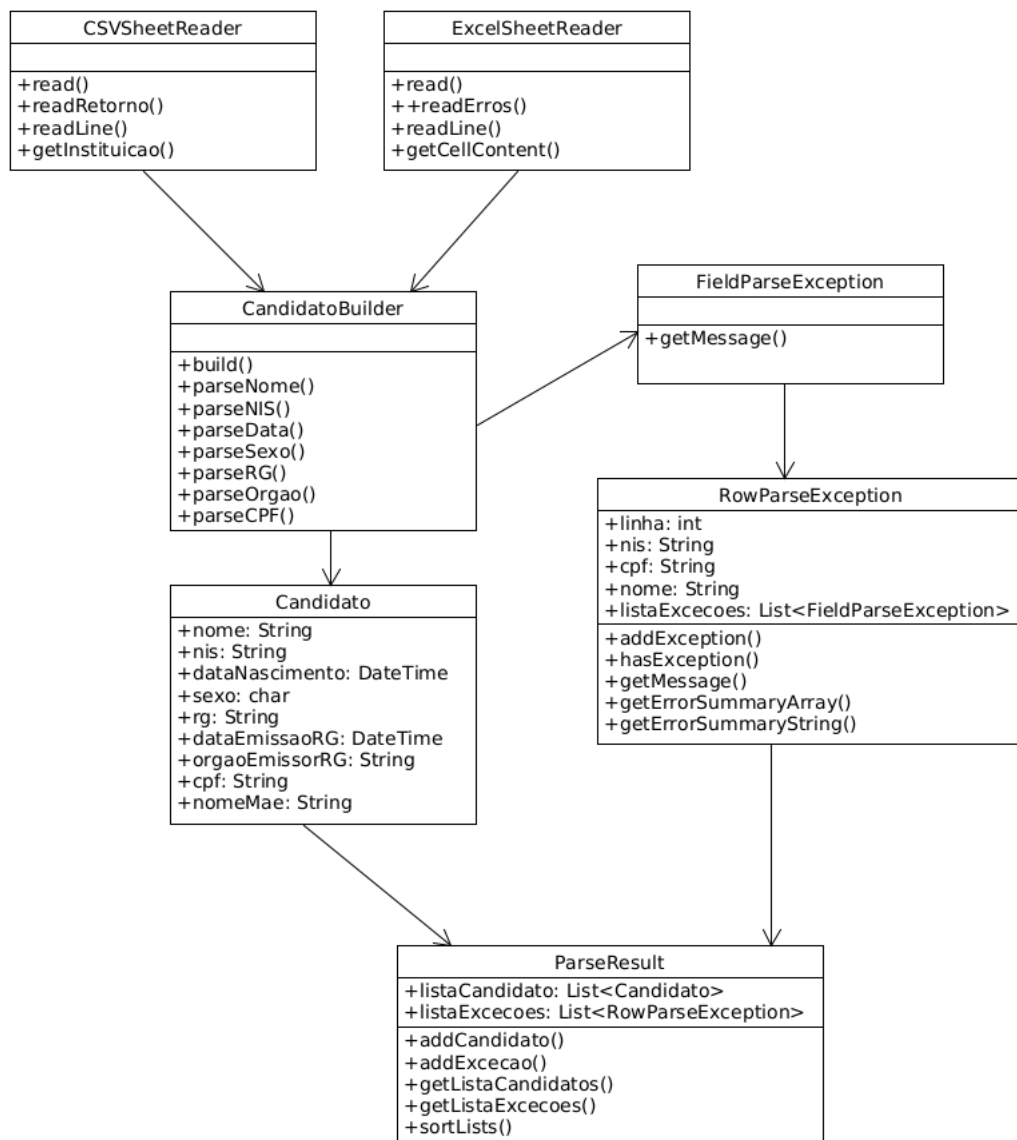 CSVSheetReader
+read()
+readRetorno()
+readLine()
+getInstituicao()
ExcelSheetReader
+read()
++readErros()
+readLine()
+getCellContent()
CandidatoBuilder
+build()
+parseNome()
+parseNIS()
+parseData()
+parseSexo()
+parseRG()
+parseOrgao()
+parseCPF()
FieldParseException
+getMessage()
RowParseException
+linha: int
+nis: String
+cpf: String
+nome: String
+listaExcecoes: List<FieldParseException>
+addException()
+hasException()
+getMessage()
+getErrorSummaryArray()
+getErrorSummaryString()
Candidato
+nome: String
+nis: String
+dataNascimento: DateTime
+sexo: char
+rg: String
+dataEmissaoRG: DateTime
+orgaoEmissorRG: String
+cpf: String
+nomeMae: String
ParseResult
+listaCandidato: List<Candidato>
+listaExcecoes: List<RowParseException>
+addCandidato()
+addExcecao()
+getListaCandidatos()
+getListaExcecoes()
+sortLists()